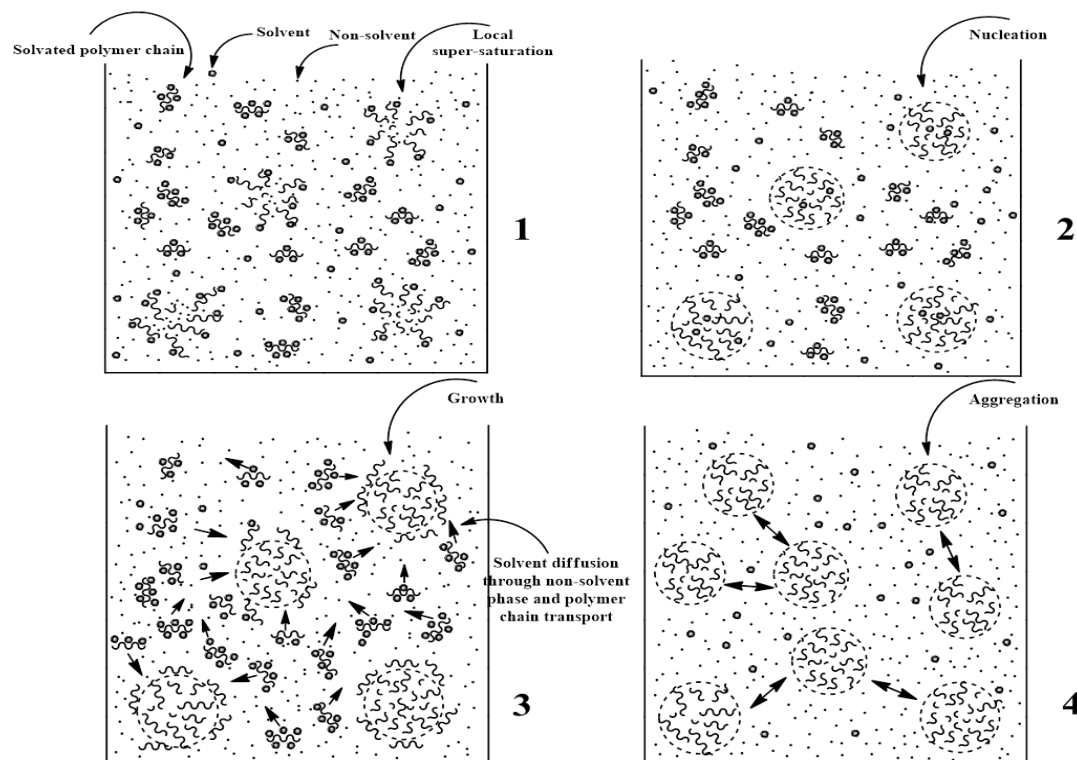 Solvated polymer chain
Solvent
Non-solvent
Local
super-saturation
1
Nucleation
2
Growth
Solvent diffusion
through non-solvent
phase and polymer
chain transport
3
Aggregation
4